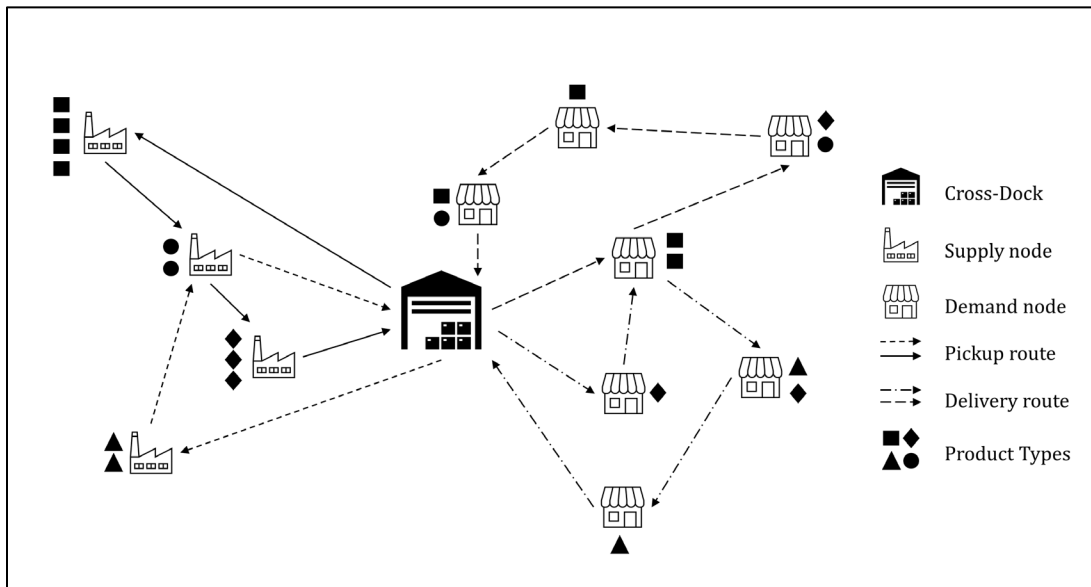 Cross-Dock
Supply node
Demand node
Pickup route
Delivery route
Product Types